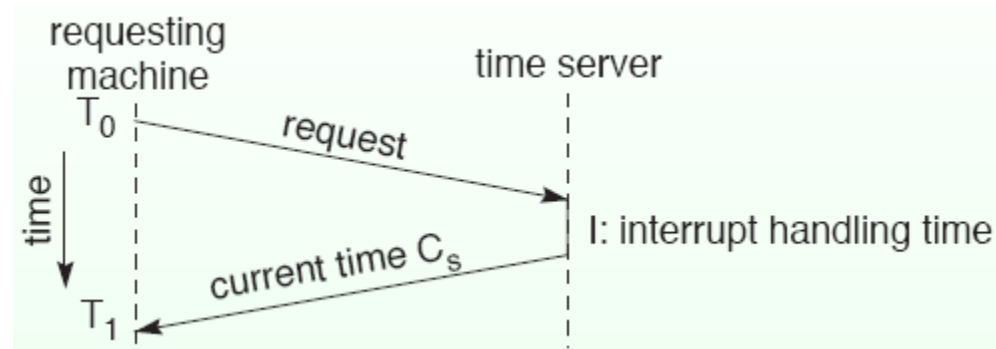 requesting
machine
time server
T₀
request
time
I: interrupt handling time
current time Cₛ
T₁